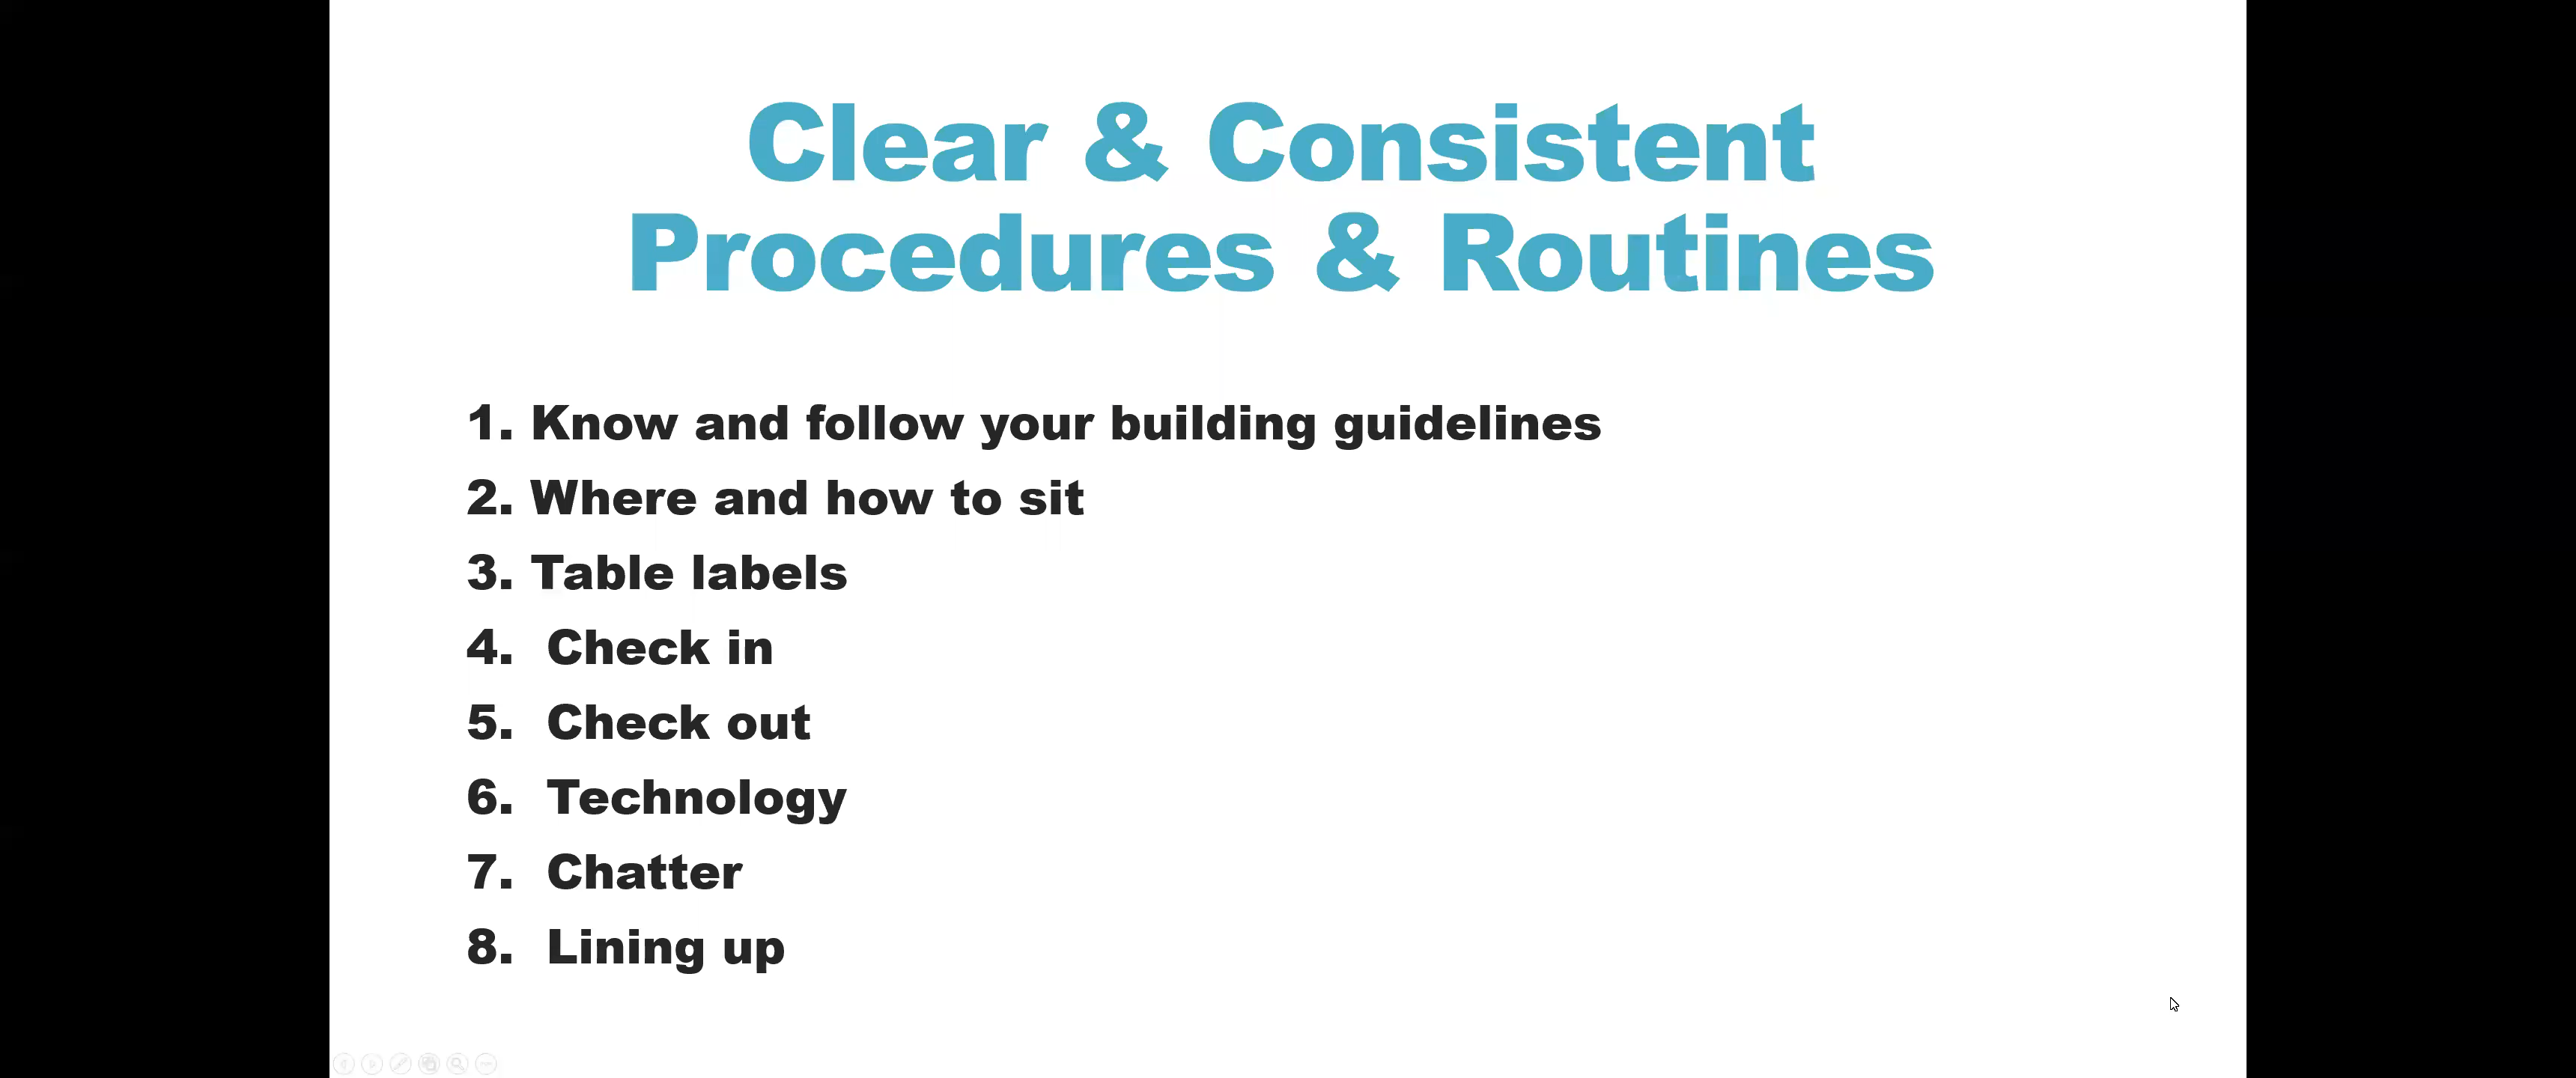 Clear & Consistent
Procedures & Routines
1. Know and follow your building guidelines
2. Where and how to sit
3. Table labels
4. Check in
5. Check out
6. Technology
7. Chatter
8. Lining up